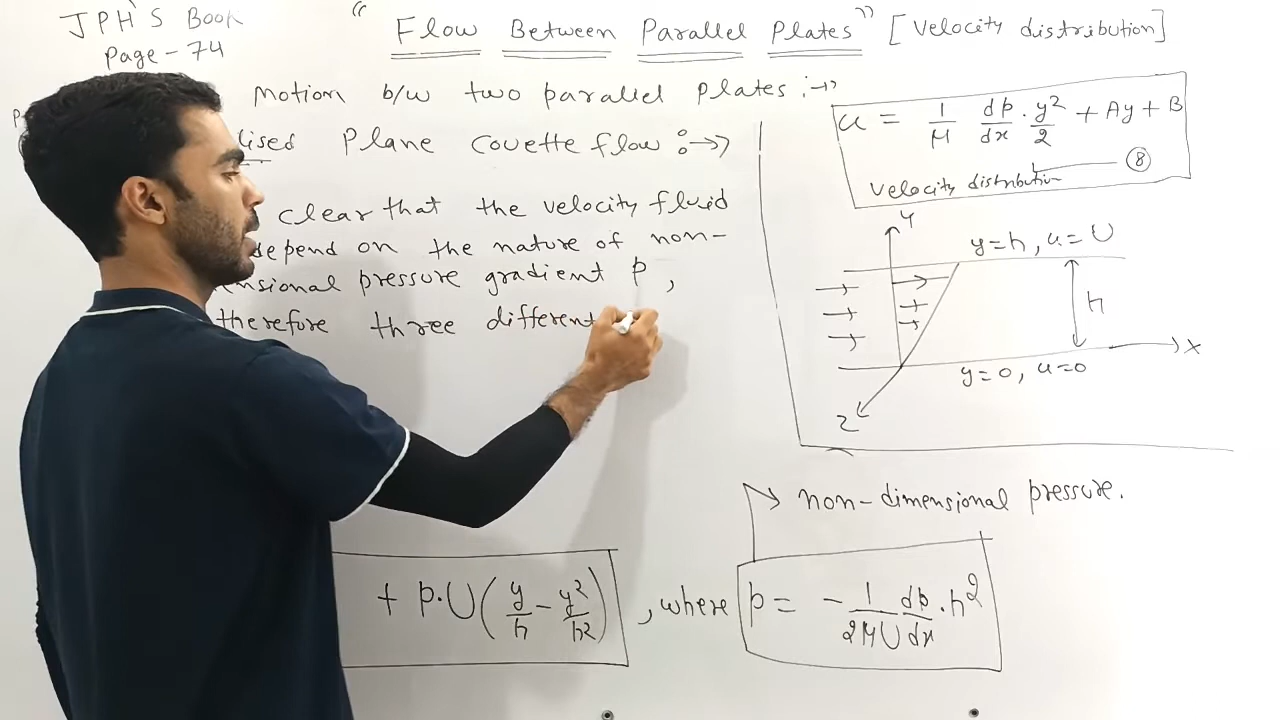 JPH'S Book
Page - 74
" Flow Between Parallel Plates " [Velocity distribution]
Motion b/w two parallel Plates :→
ised Plane Couette flow :→
clear that the velocity fluid
depend on the nature of non-
nsional pressure gradient P,
therefore three different
u = 1/μ dp/dx · y²/2 + Ay + B
velocity distribution ⑧
Y
y=h, u=U
h
X
y=0, u=0
Z
→ non-dimensional pressure.
+ P·U(y/h - y²/h²) , where P = - 1/2μU dp/dx · h²